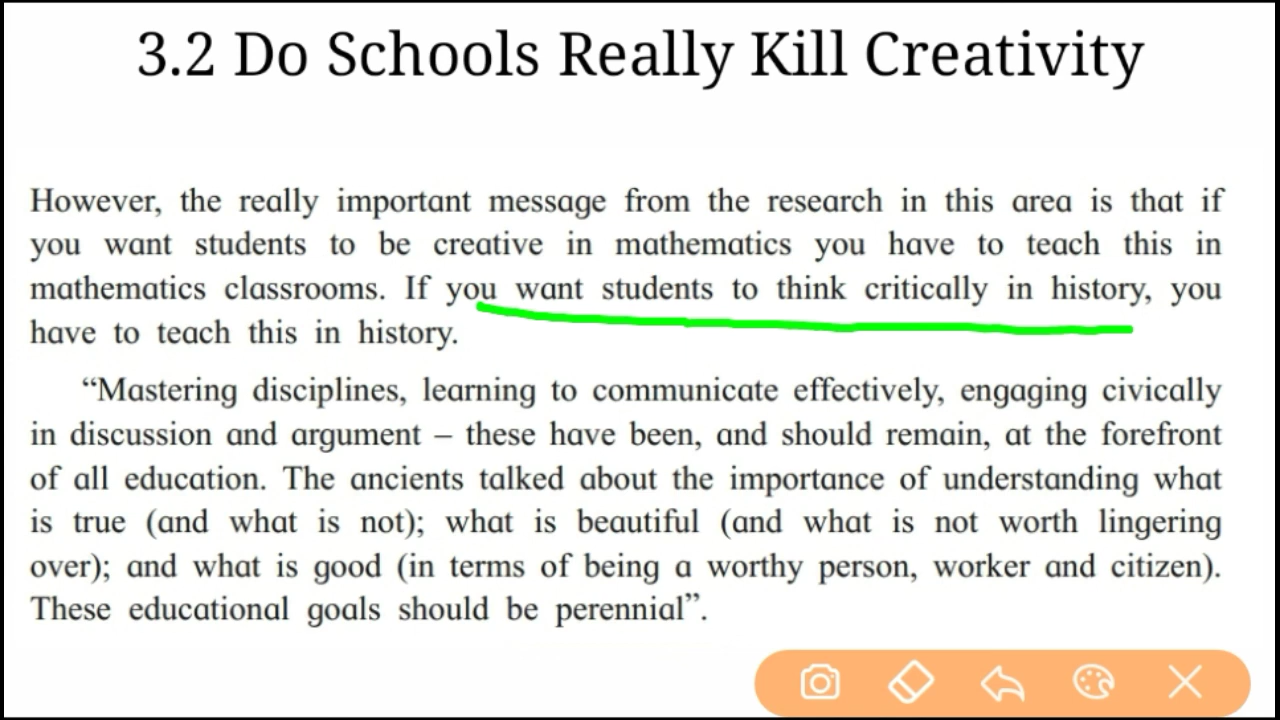 3.2 Do Schools Really Kill Creativity
However, the really important message from the research in this area is that if
you want students to be creative in mathematics you have to teach this in
mathematics classrooms. If you want students to think critically in history, you
have to teach this in history.
“Mastering disciplines, learning to communicate effectively, engaging civically
in discussion and argument – these have been, and should remain, at the forefront
of all education. The ancients talked about the importance of understanding what
is true (and what is not); what is beautiful (and what is not worth lingering
over); and what is good (in terms of being a worthy person, worker and citizen).
These educational goals should be perennial”.